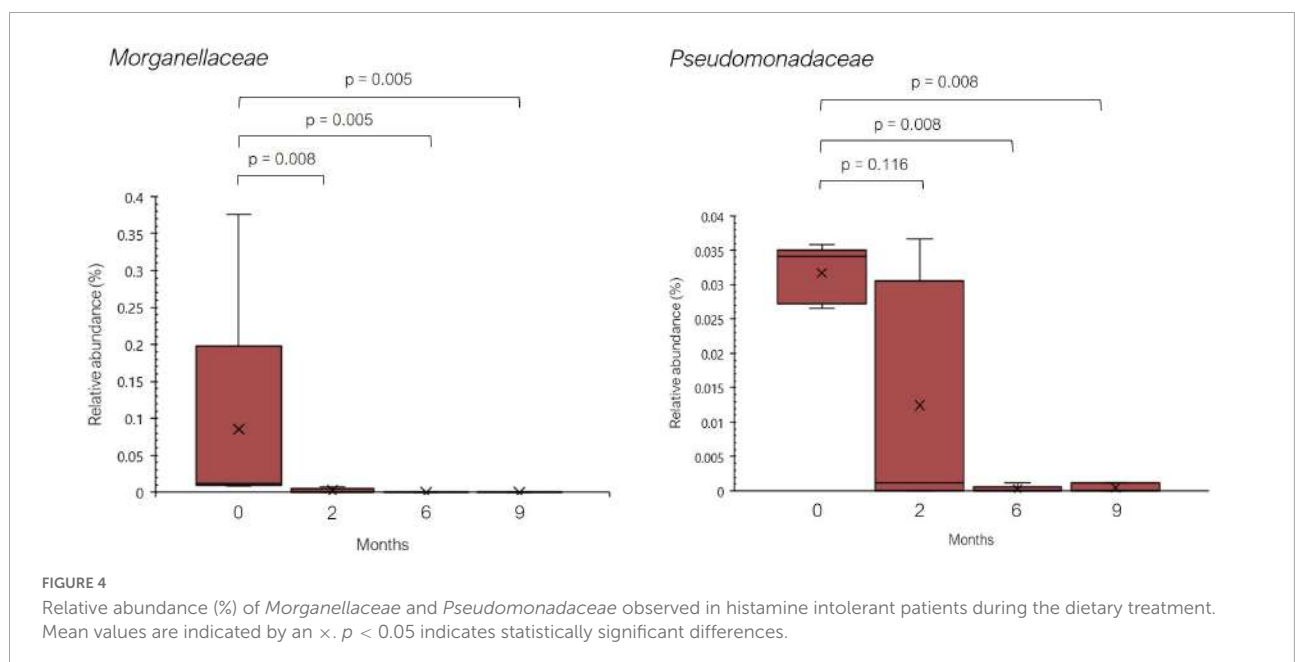 Morganellaceae
p = 0.005
p = 0.005
p = 0.008
0.4
0.35
0.3
0.25
0.2
0.15
0.1
0.05
0
Relative abundance (%)
0 2 6 9
Months
Pseudomonadaceae
p = 0.008
p = 0.008
p = 0.116
0.04
0.035
0.03
0.025
0.02
0.015
0.01
0.005
0
Relative abundance (%)
0 2 6 9
Months
FIGURE 4
Relative abundance (%) of Morganellaceae and Pseudomonadaceae observed in histamine intolerant patients during the dietary treatment.
Mean values are indicated by an ×. p < 0.05 indicates statistically significant differences.